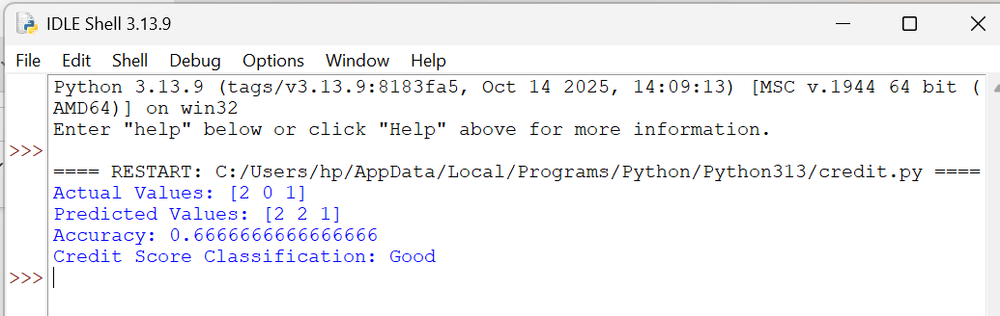 IDLE Shell 3.13.9
File Edit Shell Debug Options Window Help
Python 3.13.9 (tags/v3.13.9:8183fa5, Oct 14 2025, 14:09:13) [MSC v.1944 64 bit (
AMD64)] on win32
Enter "help" below or click "Help" above for more information.
>>>
==== RESTART: C:/Users/hp/AppData/Local/Programs/Python/Python313/credit.py ====
Actual Values: [2 0 1]
Predicted Values: [2 2 1]
Accuracy: 0.6666666666666666
Credit Score Classification: Good
>>>